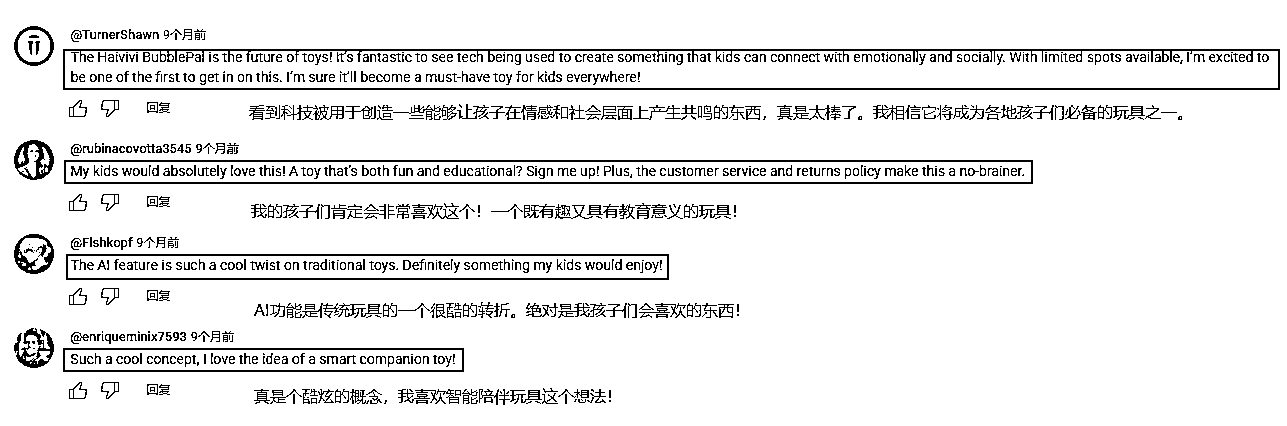 @TurnerShawn 9个月前
The Haivivi BubblePal is the future of toys! It's fantastic to see tech being used to create something that kids can connect with emotionally and socially. With limited spots available, I'm excited to
be one of the first to get in on this. I'm sure it'll become a must-have toy for kids everywhere!
回复
看到科技被用于创造一些能够让孩子在情感和社会层面上产生共鸣的东西，真是太棒了。我相信它将成为各地孩子们必备的玩具之一。
@rubinacovotta3545 9个月前
My kids would absolutely love this! A toy that's both fun and educational? Sign me up! Plus, the customer service and returns policy make this a no-brainer.
回复
我的孩子们肯定会非常喜欢这个！一个既有趣又具有教育意义的玩具！
@Flshkopf 9个月前
The AI feature is such a cool twist on traditional toys. Definitely something my kids would enjoy!
回复
AI功能是传统玩具的一个很酷的转折。绝对是我孩子们会喜欢的东西！
@enriqueminix7593 9个月前
Such a cool concept, I love the idea of a smart companion toy!
回复
真是个酷炫的概念，我喜欢智能陪伴玩具这个想法！